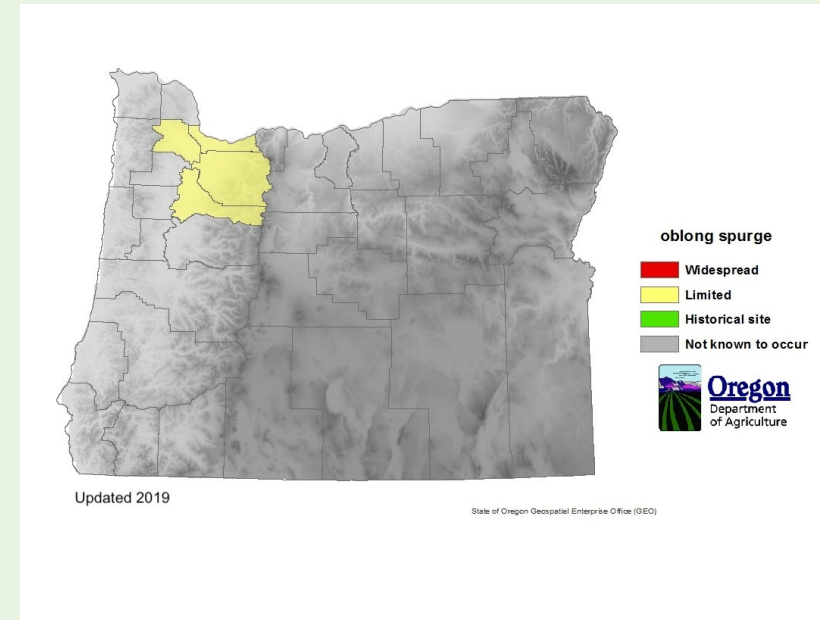 oblong spurge
Widespread
Limited
Historical site
Not known to occur
Oregon
Department
of Agriculture
Updated 2019
State of Oregon Geospatial Enterprise Office (GEO)